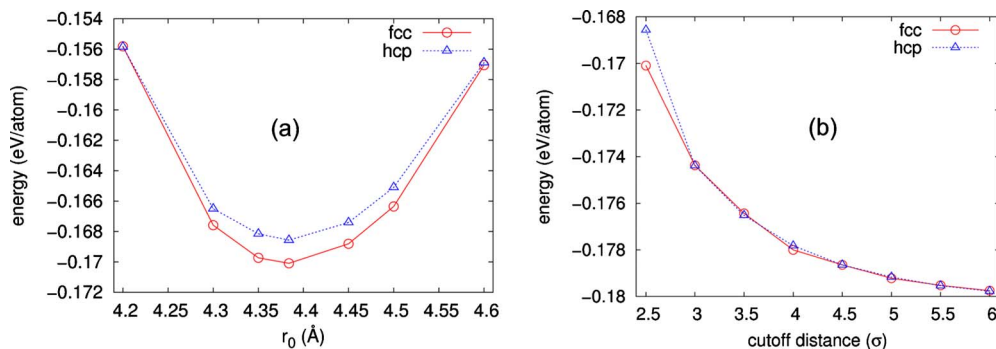 -0.154
-0.156
-0.158
-0.16
-0.162
-0.164
-0.166
-0.168
-0.17
-0.172
energy (eV/atom)
fcc
hcp
(a)
4.2 4.25 4.3 4.35 4.4 4.45 4.5 4.55 4.6
r₀ (Å)
-0.168
-0.17
-0.172
-0.174
-0.176
-0.178
-0.18
energy (eV/atom)
fcc
hcp
(b)
2.5 3 3.5 4 4.5 5 5.5 6
cutoff distance (σ)